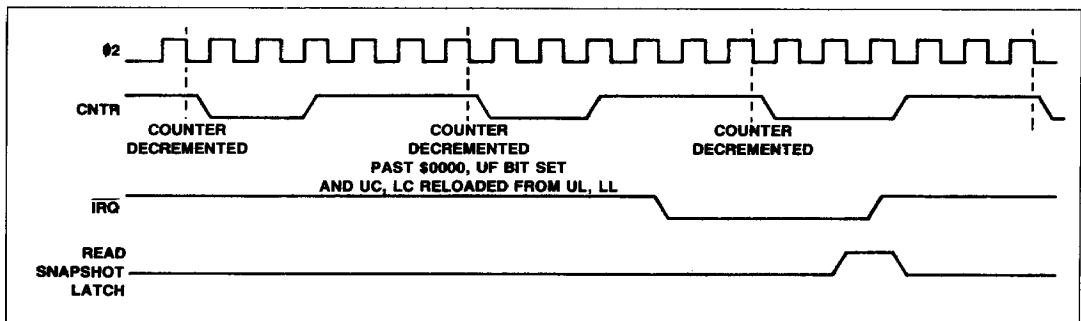 ϕ2
CNTR
COUNTER
DECREMENTED
COUNTER
DECREMENTED
PAST $0000, UF BIT SET
AND UC, LC RELOADED FROM UL, LL
COUNTER
DECREMENTED
IRQ
READ
SNAPSHOT
LATCH